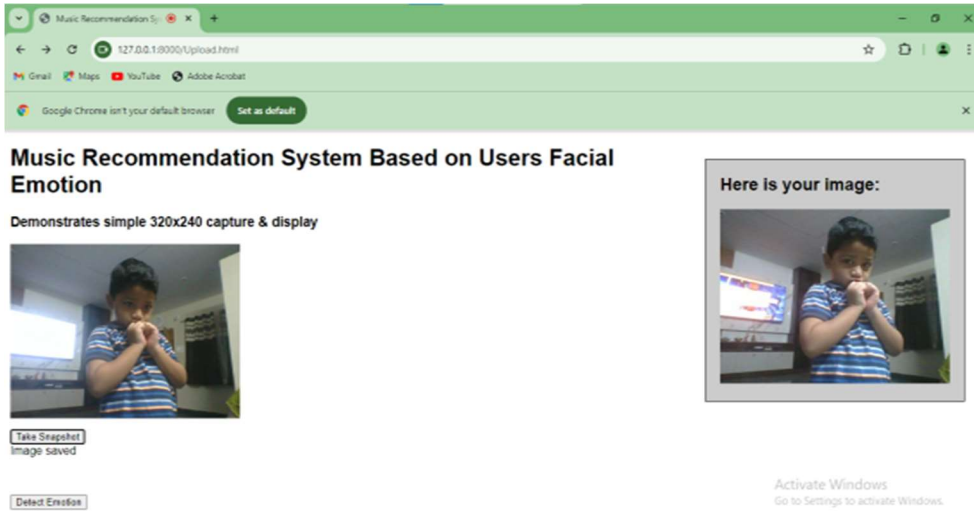 Music Recommendation Sy
127.0.0.1:8000/Upload.html
Gmail Maps YouTube Adobe Acrobat
Google Chrome isn't your default browser Set as default
Music Recommendation System Based on Users Facial
Emotion
Demonstrates simple 320x240 capture & display
Take Snapshot
Image saved
Detect Emotion
Here is your image:
Activate Windows
Go to Settings to activate Windows.